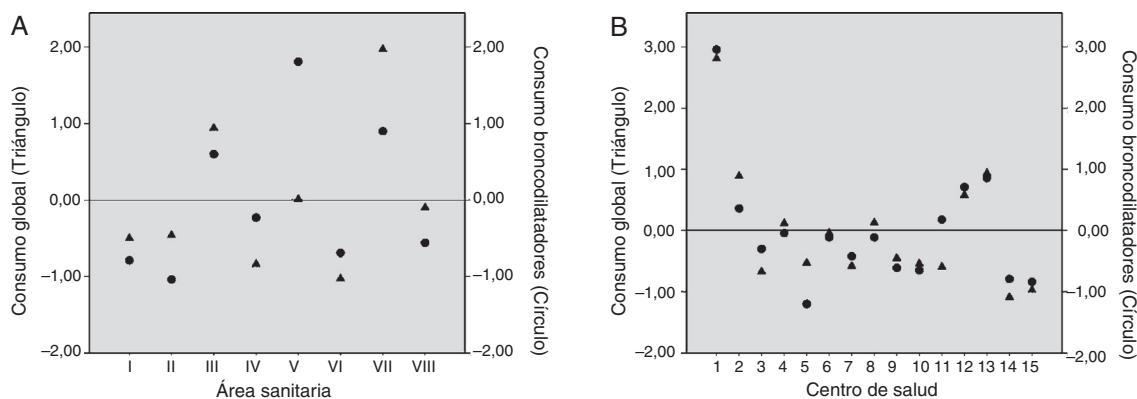 A
Consumo global (Triángulo)
2,00
1,00
0,00
−1,00
−2,00
2,00
1,00
0,00
−1,00
−2,00
Consumo broncodilatadores (Círculo)
I II III IV V VI VII VIII
Área sanitaria
B
Consumo global (Triángulo)
3,00
2,00
1,00
0,00
−1,00
−2,00
3,00
2,00
1,00
0,00
−1,00
−2,00
Consumo broncodilatadores (Círculo)
1 2 3 4 5 6 7 8 9 10 11 12 13 14 15
Centro de salud